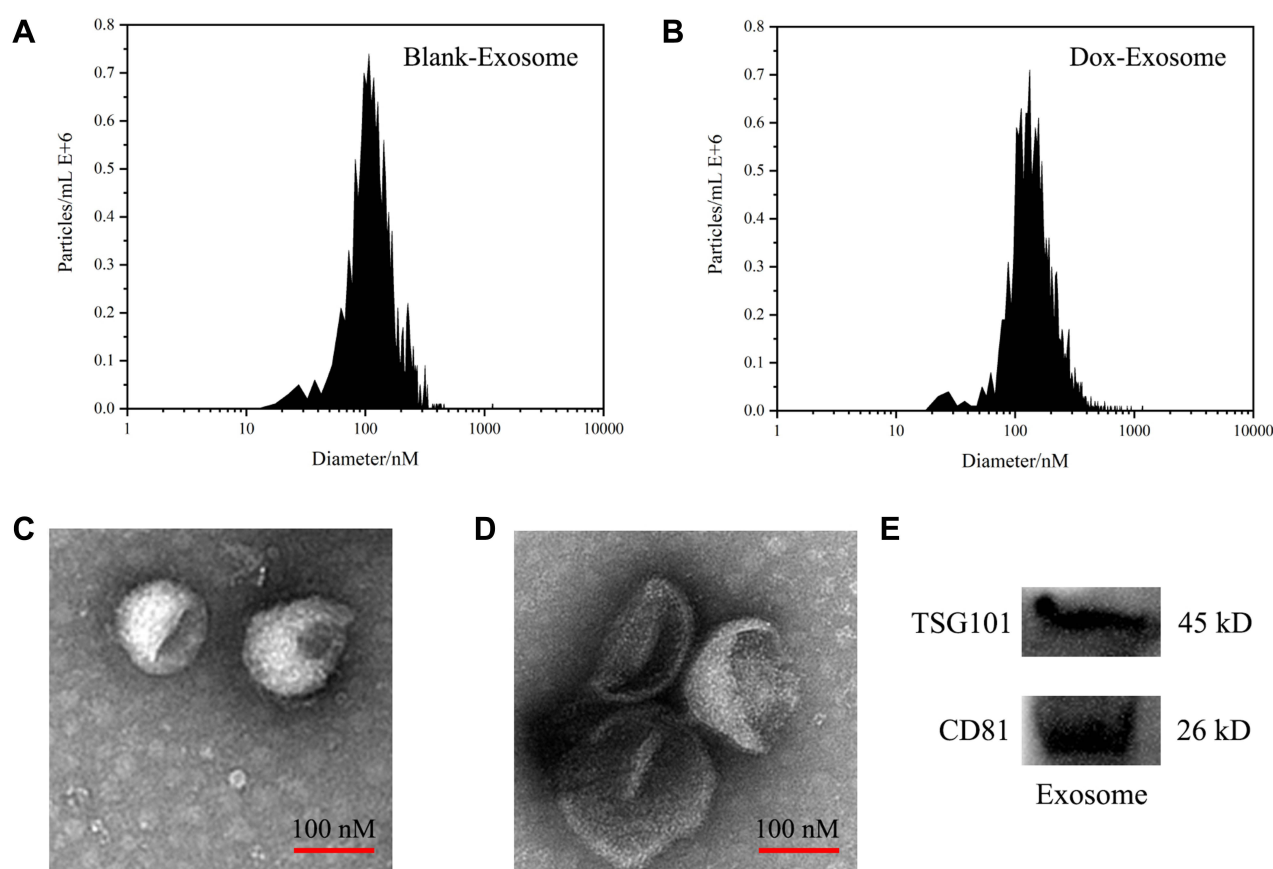 A
Blank-Exosome
Particles/mL E+6
0.8
0.7
0.6
0.5
0.4
0.3
0.2
0.1
0.0
1
10
100
1000
10000
Diameter/nM
B
Dox-Exosome
Particles/mL E+6
0.8
0.7
0.6
0.5
0.4
0.3
0.2
0.1
0.0
1
10
100
1000
10000
Diameter/nM
C
100 nM
D
100 nM
E
TSG101 45 kD
CD81 26 kD
Exosome